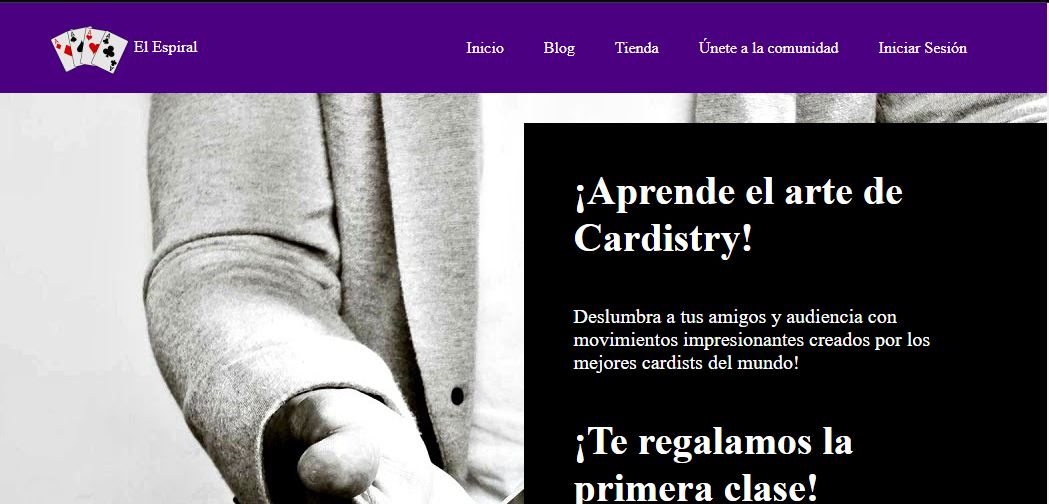 El Espiral
Inicio
Blog
Tienda
Únete a la comunidad
Iniciar Sesión
¡Aprende el arte de
Cardistry!
Deslumbra a tus amigos y audiencia con
movimientos impresionantes creados por los
mejores cardists del mundo!
¡Te regalamos la
primera clase!